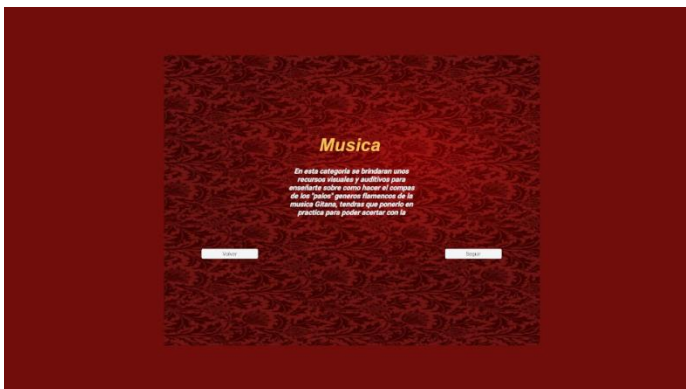 Musica
En esta categoría se brindaran unos
recursos visuales y auditivos para
enseñarte sobre como hacer el compas
de los "palos" generos flamencos de la
musica Gitana, tendras que ponerlo en
practica para poder acertar con la
Volver
Seguir